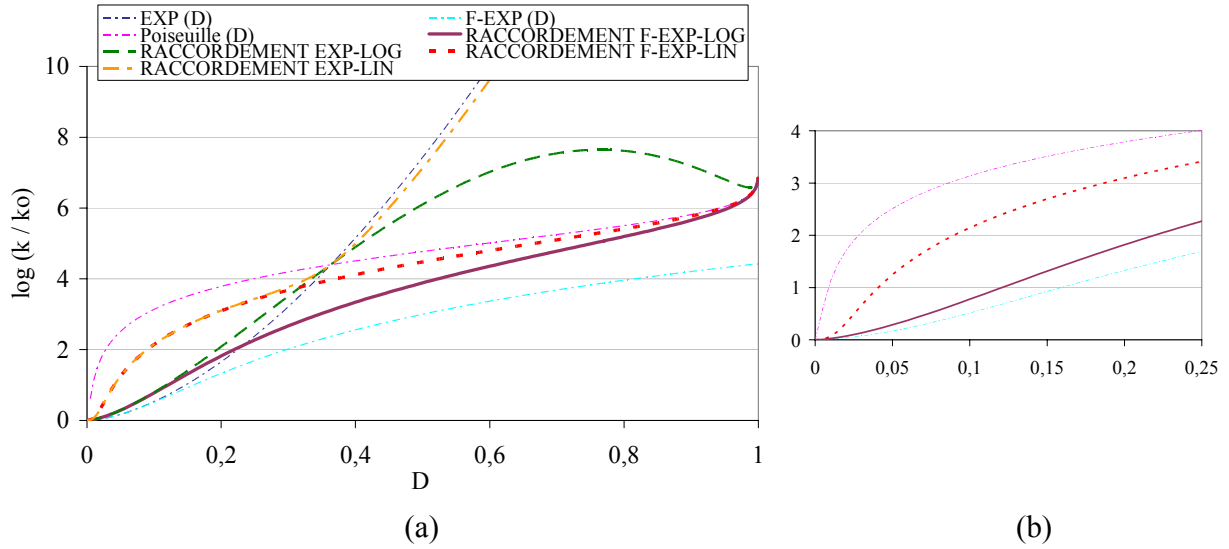 EXP (D)
F-EXP (D)
Poiseuille (D)
RACCORDEMENT F-EXP-LOG
RACCORDEMENT EXP-LOG
RACCORDEMENT F-EXP-LIN
RACCORDEMENT EXP-LIN
log (k / ko)
10
8
6
4
2
0
0
0,2
0,4
0,6
0,8
1
D
(a)
4
3
2
1
0
0
0,05
0,1
0,15
0,2
0,25
(b)